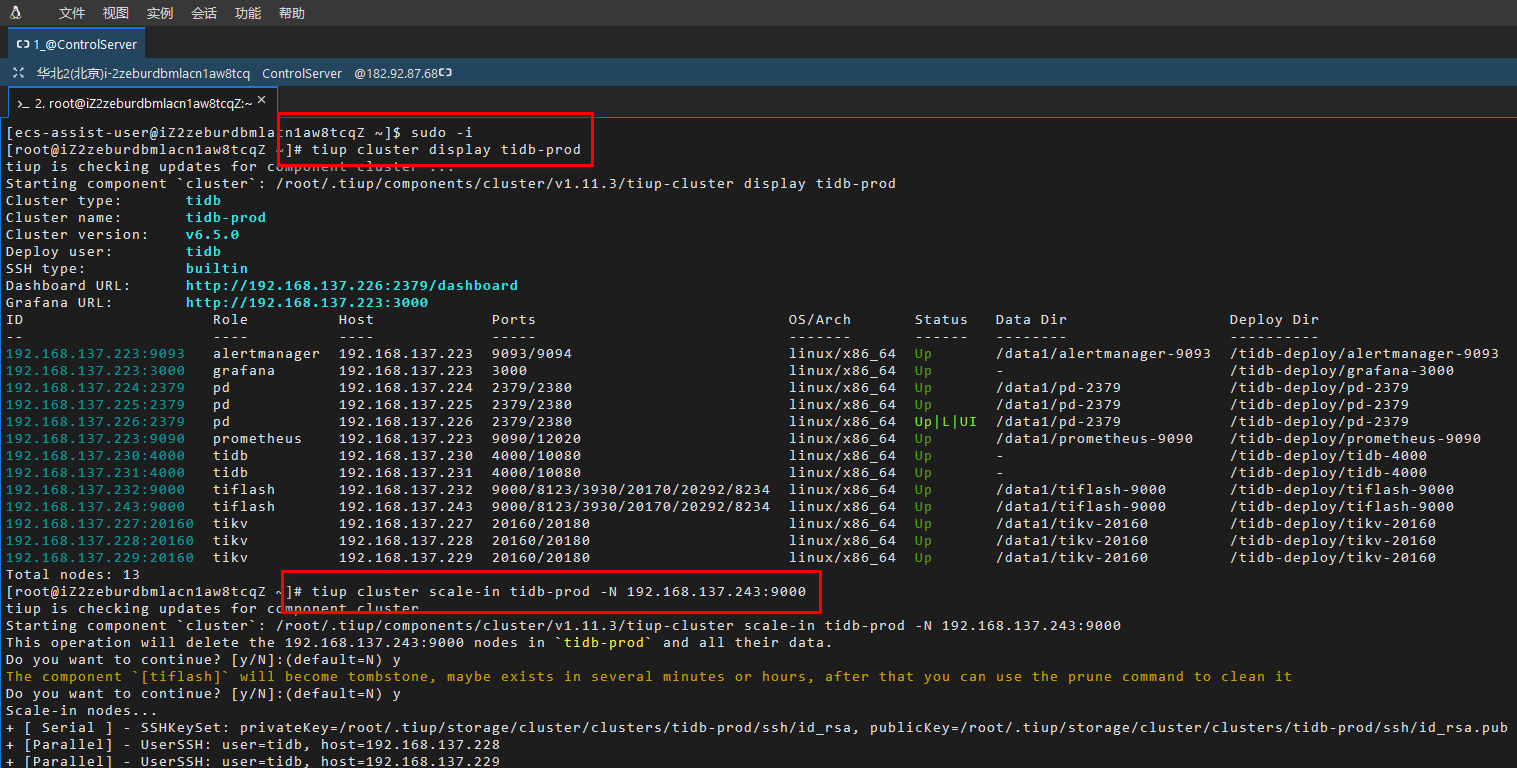 文件 视图 实例 会话 功能 帮助
1_@ControlServer
华北2(北京)i-2zeburdbmlacn1aw8tcq ControlServer @182.92.87.68
>_ 2. root@iZ2zeburdbmlacn1aw8tcqZ:~ ×
[ecs-assist-user@iZ2zeburdbmlacn1aw8tcqZ ~]$ sudo -i
[root@iZ2zeburdbmlacn1aw8tcqZ ~]# tiup cluster display tidb-prod
tiup is checking updates for component cluster ...
Starting component `cluster`: /root/.tiup/components/cluster/v1.11.3/tiup-cluster display tidb-prod
Cluster type: tidb
Cluster name: tidb-prod
Cluster version: v6.5.0
Deploy user: tidb
SSH type: builtin
Dashboard URL: http://192.168.137.226:2379/dashboard
Grafana URL: http://192.168.137.223:3000
ID Role Host Ports OS/Arch Status Data Dir Deploy Dir
-- ---- ---- ----- ------- ------ -------- ----------
192.168.137.223:9093 alertmanager 192.168.137.223 9093/9094 linux/x86_64 Up /data1/alertmanager-9093 /tidb-deploy/alertmanager-9093
192.168.137.223:3000 grafana 192.168.137.223 3000 linux/x86_64 Up - /tidb-deploy/grafana-3000
192.168.137.224:2379 pd 192.168.137.224 2379/2380 linux/x86_64 Up /data1/pd-2379 /tidb-deploy/pd-2379
192.168.137.225:2379 pd 192.168.137.225 2379/2380 linux/x86_64 Up /data1/pd-2379 /tidb-deploy/pd-2379
192.168.137.226:2379 pd 192.168.137.226 2379/2380 linux/x86_64 Up|L|UI /data1/pd-2379 /tidb-deploy/pd-2379
192.168.137.223:9090 prometheus 192.168.137.223 9090/12020 linux/x86_64 Up /data1/prometheus-9090 /tidb-deploy/prometheus-9090
192.168.137.230:4000 tidb 192.168.137.230 4000/10080 linux/x86_64 Up - /tidb-deploy/tidb-4000
192.168.137.231:4000 tidb 192.168.137.231 4000/10080 linux/x86_64 Up - /tidb-deploy/tidb-4000
192.168.137.232:9000 tiflash 192.168.137.232 9000/8123/3930/20170/20292/8234 linux/x86_64 Up /data1/tiflash-9000 /tidb-deploy/tiflash-9000
192.168.137.243:9000 tiflash 192.168.137.243 9000/8123/3930/20170/20292/8234 linux/x86_64 Up /data1/tiflash-9000 /tidb-deploy/tiflash-9000
192.168.137.227:20160 tikv 192.168.137.227 20160/20180 linux/x86_64 Up /data1/tikv-20160 /tidb-deploy/tikv-20160
192.168.137.228:20160 tikv 192.168.137.228 20160/20180 linux/x86_64 Up /data1/tikv-20160 /tidb-deploy/tikv-20160
192.168.137.229:20160 tikv 192.168.137.229 20160/20180 linux/x86_64 Up /data1/tikv-20160 /tidb-deploy/tikv-20160
Total nodes: 13
[root@iZ2zeburdbmlacn1aw8tcqZ ~]# tiup cluster scale-in tidb-prod -N 192.168.137.243:9000
tiup is checking updates for component cluster
Starting component `cluster`: /root/.tiup/components/cluster/v1.11.3/tiup-cluster scale-in tidb-prod -N 192.168.137.243:9000
This operation will delete the 192.168.137.243:9000 nodes in `tidb-prod` and all their data.
Do you want to continue? [y/N]:(default=N) y
The component `[tiflash]` will become tombstone, maybe exists in several minutes or hours, after that you can use the prune command to clean it
Do you want to continue? [y/N]:(default=N) y
Scale-in nodes...
+ [ Serial ] - SSHKeySet: privateKey=/root/.tiup/storage/cluster/clusters/tidb-prod/ssh/id_rsa, publicKey=/root/.tiup/storage/cluster/clusters/tidb-prod/ssh/id_rsa.pub
+ [Parallel] - UserSSH: user=tidb, host=192.168.137.228
+ [Parallel] - UserSSH: user=tidb, host=192.168.137.229